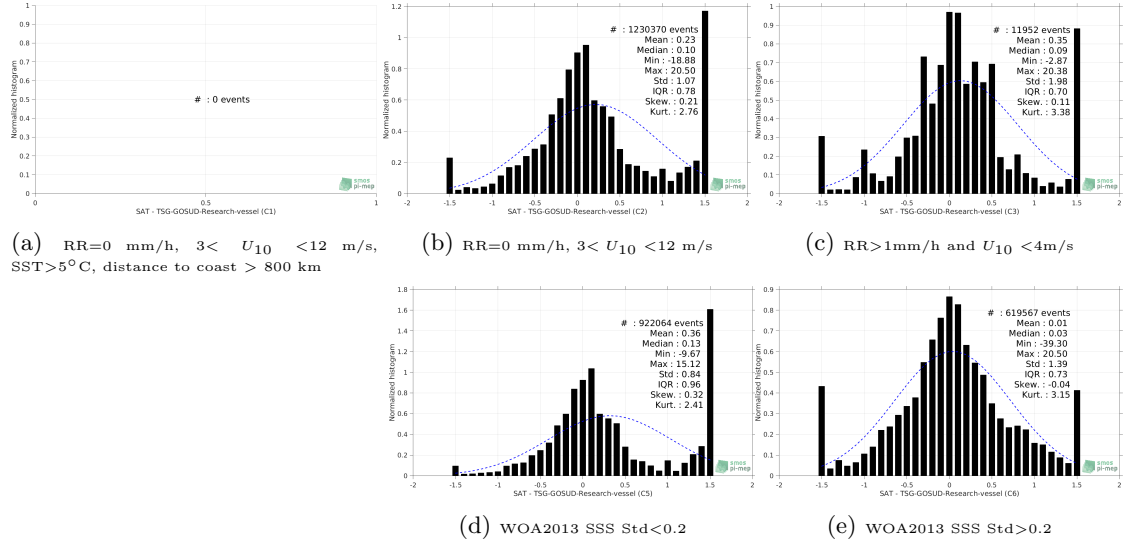 1
0.9
0.8
0.7
0.6
0.5
0.4
0.3
0.2
0.1
0
Normalized histogram
# : 0 events
0 0.5 1
SAT - TSG-GOSUD-Research-vessel (C1)
smos
pi-mep
(a) RR=0 mm/h, 3< U10 <12 m/s,
SST>5°C, distance to coast > 800 km
1.2
1
0.8
0.6
0.4
0.2
0
Normalized histogram
# : 1230370 events
Mean : 0.23
Median : 0.10
Min : -18.88
Max : 20.50
Std : 1.07
IQR : 0.78
Skew. : 0.21
Kurt. : 2.76
-2 -1.5 -1 -0.5 0 0.5 1 1.5 2
SAT - TSG-GOSUD-Research-vessel (C2)
smos
pi-mep
(b) RR=0 mm/h, 3< U10 <12 m/s
1
0.9
0.8
0.7
0.6
0.5
0.4
0.3
0.2
0.1
0
Normalized histogram
# : 11952 events
Mean : 0.35
Median : 0.09
Min : -2.87
Max : 20.38
Std : 1.98
IQR : 0.70
Skew. : 0.11
Kurt. : 3.38
-2 -1.5 -1 -0.5 0 0.5 1 1.5 2
SAT - TSG-GOSUD-Research-vessel (C3)
smos
pi-mep
(c) RR>1mm/h and U10 <4m/s
1.8
1.6
1.4
1.2
1
0.8
0.6
0.4
0.2
0
Normalized histogram
# : 922064 events
Mean : 0.36
Median : 0.13
Min : -9.67
Max : 15.12
Std : 0.84
IQR : 0.96
Skew. : 0.32
Kurt. : 2.41
-2 -1.5 -1 -0.5 0 0.5 1 1.5 2
SAT - TSG-GOSUD-Research-vessel (C5)
smos
pi-mep
(d) WOA2013 SSS Std<0.2
0.9
0.8
0.7
0.6
0.5
0.4
0.3
0.2
0.1
0
Normalized histogram
# : 619567 events
Mean : 0.01
Median : 0.03
Min : -39.30
Max : 20.50
Std : 1.39
IQR : 0.73
Skew. : -0.04
Kurt. : 3.15
-2 -1.5 -1 -0.5 0 0.5 1 1.5 2
SAT - TSG-GOSUD-Research-vessel (C6)
smos
pi-mep
(e) WOA2013 SSS Std>0.2